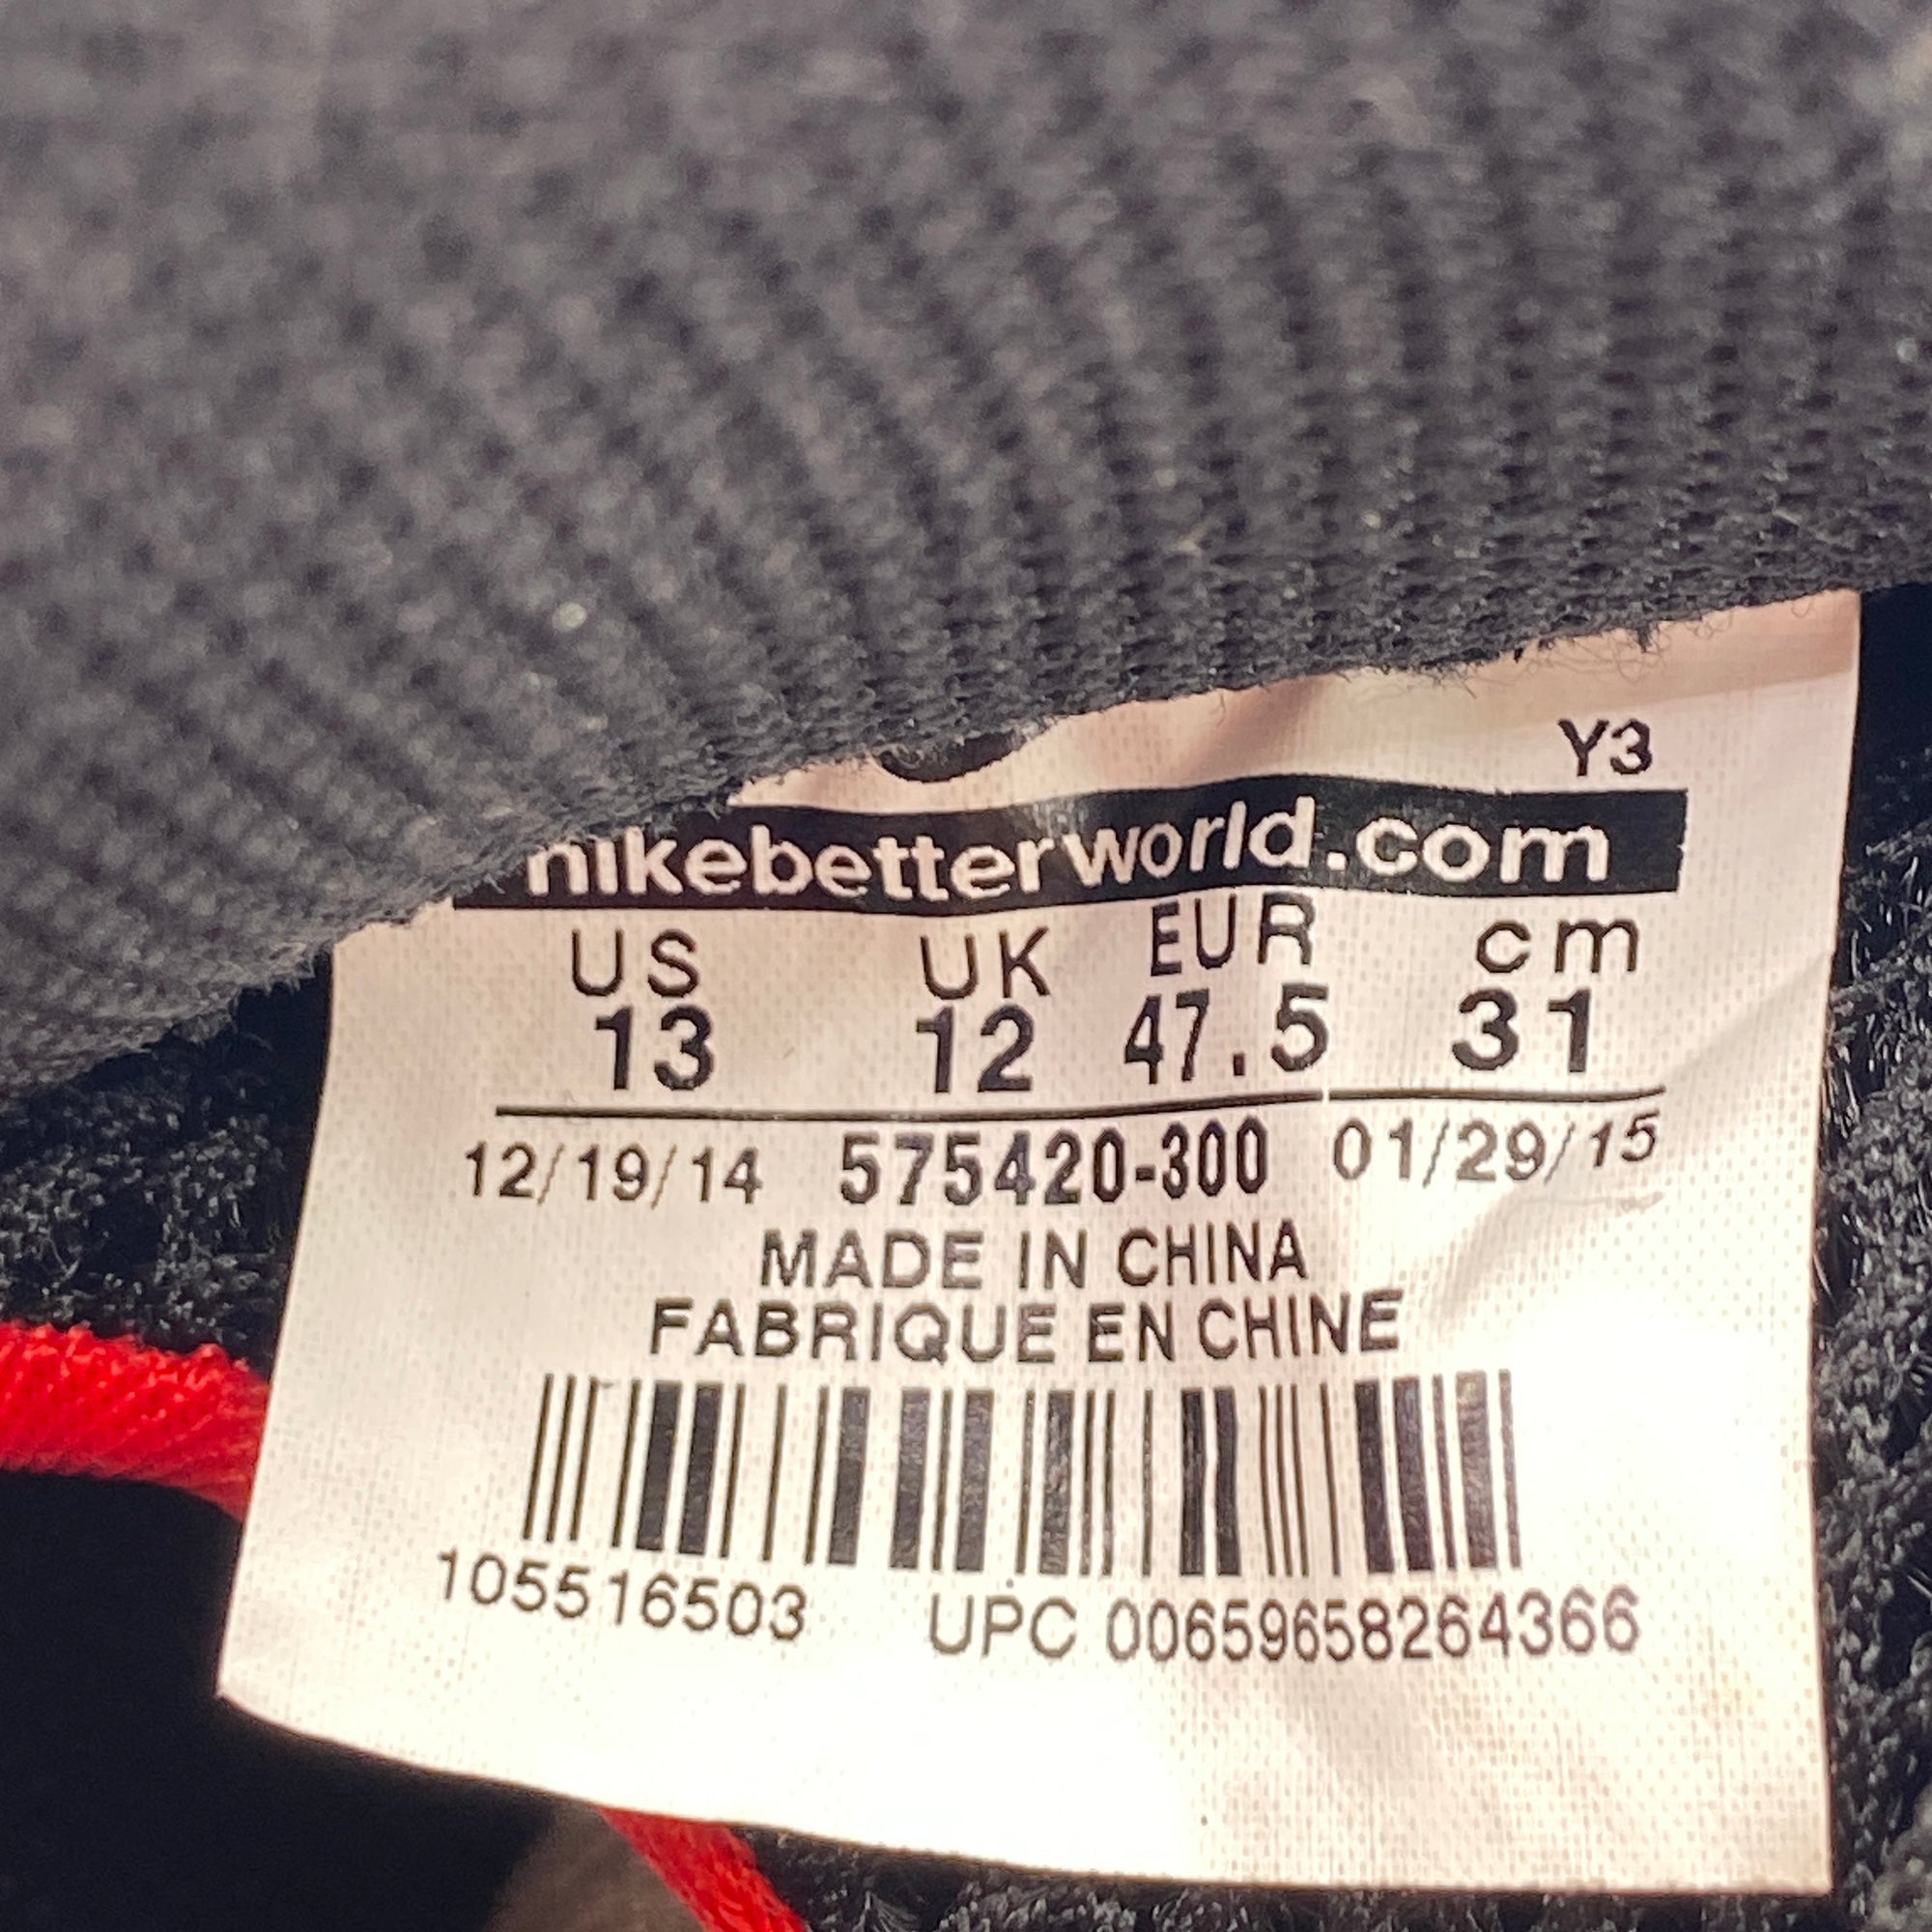 Y3
nikebetterworld.com
US UK EUR cm
13 12 47.5 31
12/19/14 575420-300 01/29/15
MADE IN CHINA
FABRIQUE EN CHINE
105516503 UPC 00659658264366